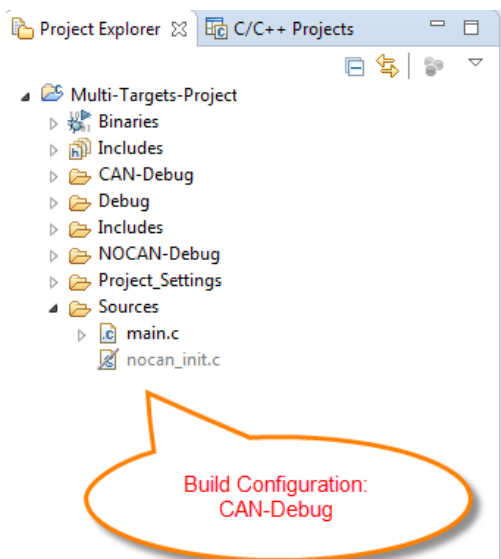 Project Explorer C/C++ Projects
Multi-Targets-Project
Binaries
Includes
CAN-Debug
Debug
Includes
NOCAN-Debug
Project_Settings
Sources
main.c
nocan_init.c
Build Configuration:
CAN-Debug